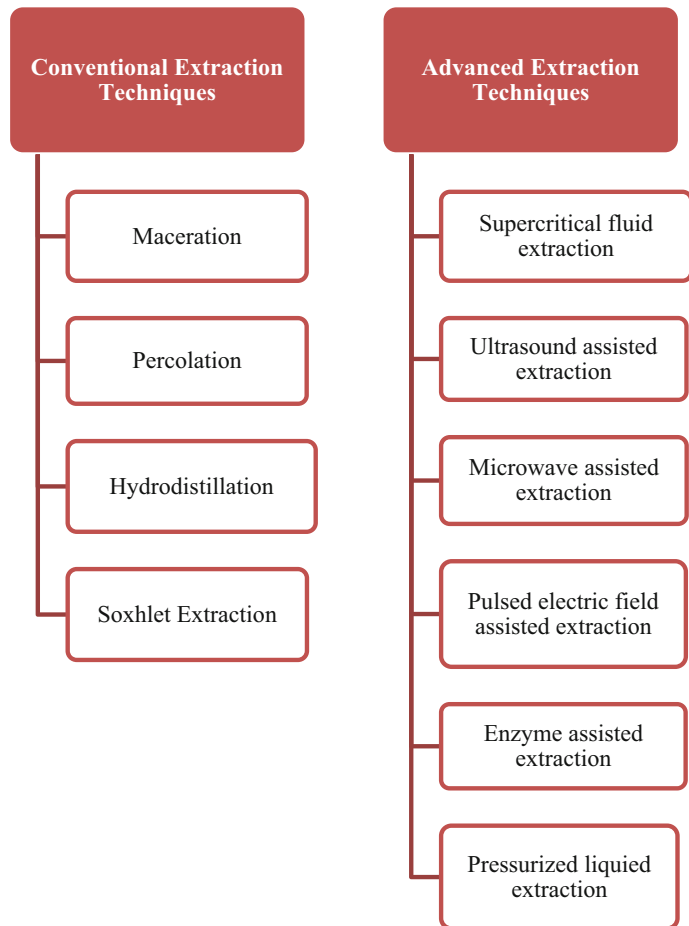 Conventional Extraction
Techniques
Maceration
Percolation
Hydrodistillation
Soxhlet Extraction
Advanced Extraction
Techniques
Supercritical fluid
extraction
Ultrasound assisted
extraction
Microwave assisted
extraction
Pulsed electric field
assisted extraction
Enzyme assisted
extraction
Pressurized liquied
extraction